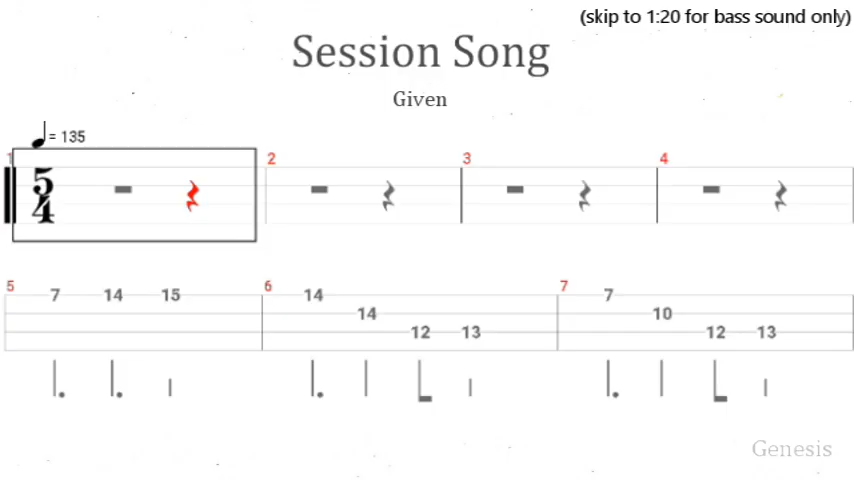 (skip to 1:20 for bass sound only)
Session Song
Given
= 135
1 2 3 4
5
4
5 6 7
7 14 15 14 7
14 10
12 13 12 13
Genesis